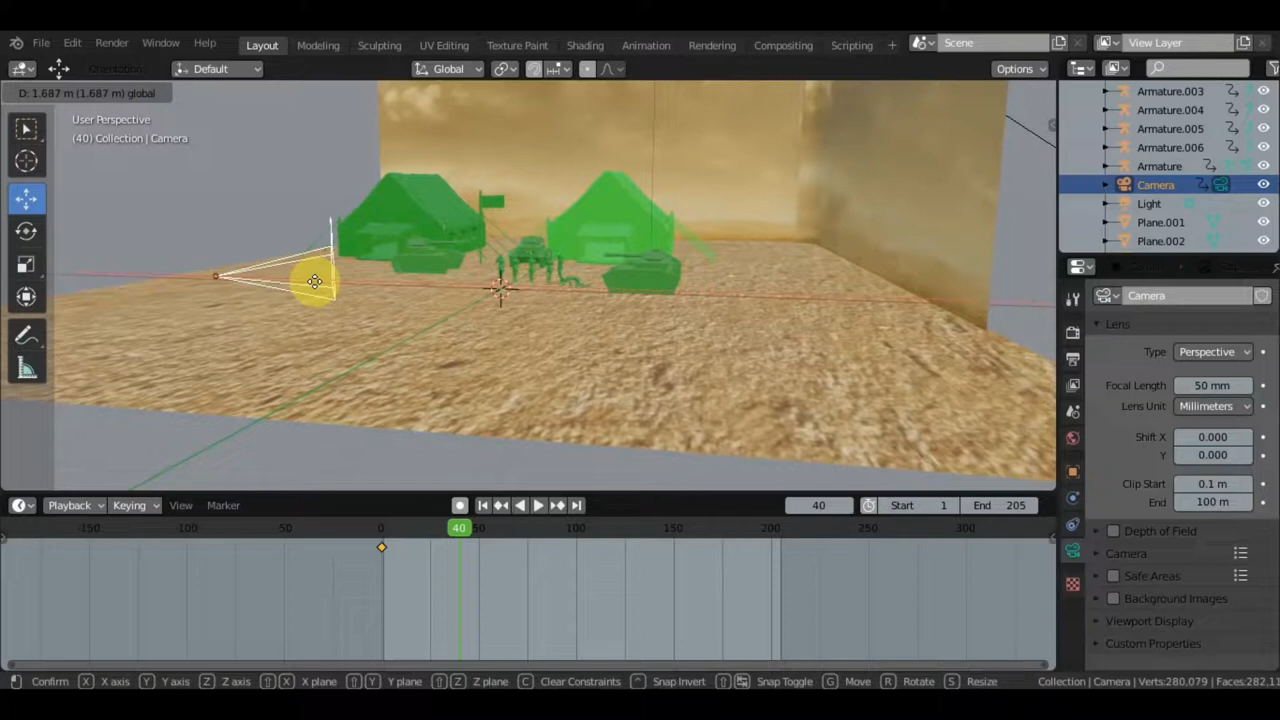 File Edit Render Window Help Layout Modeling Sculpting UV Editing Texture Paint Shading Animation Rendering Compositing Scripting + Scene View Layer
Orientation Default Global Options
D: 1.687 m (1.687 m) global
User Perspective
(40) Collection | Camera
Armature.003
Armature.004
Armature.005
Armature.006
Armature
Camera
Light
Plane.001
Plane.002
Camera
Lens
Type Perspective
Focal Length 50 mm
Lens Unit Millimeters
Shift X 0.000
Y 0.000
Clip Start 0.1 m
End 100 m
Depth of Field
Camera
Safe Areas
Background Images
Viewport Display
Custom Properties
Playback Keying View Marker 40 Start 1 End 205
-150 -100 -50 0 40 50 100 150 200 250 300
Confirm X X axis Y Y axis Z Z axis X X plane Y Y plane Z Z plane C Clear Constraints Snap Invert Snap Toggle G Move R Rotate S Resize Collection | Camera | Verts:280,079 | Faces:282,1